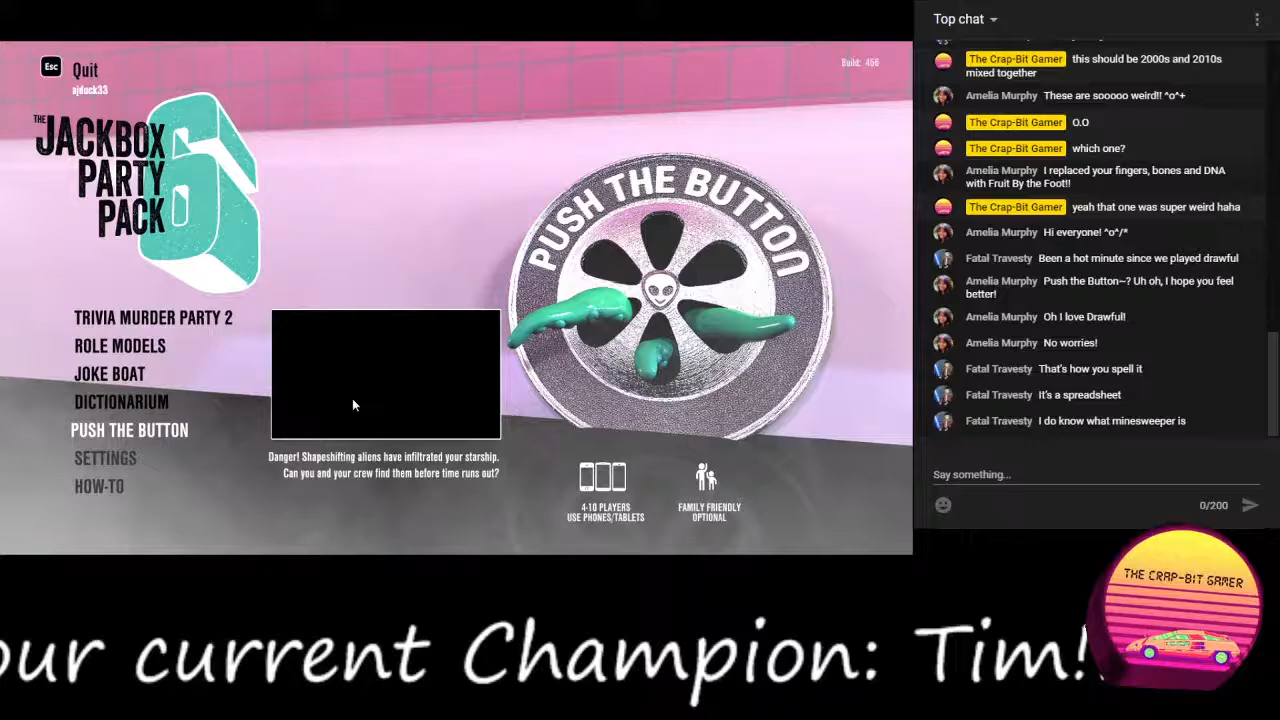 Esc Quit
ajduck33
Build: 456
THE
JACKBOX
PARTY
PACK
6
PUSH THE BUTTON
TRIVIA MURDER PARTY 2
ROLE MODELS
JOKE BOAT
DICTIONARIUM
PUSH THE BUTTON
SETTINGS
HOW-TO
Danger! Shapeshifting aliens have infiltrated your starship.
Can you and your crew find them before time runs out?
4-10 PLAYERS
USE PHONES/TABLETS
FAMILY FRIENDLY
OPTIONAL
Top chat
The Crap-Bit Gamer this should be 2000s and 2010s
mixed together
Amelia Murphy These are sooooo weird!! ^o^+
The Crap-Bit Gamer O.O
The Crap-Bit Gamer which one?
Amelia Murphy I replaced your fingers, bones and DNA
with Fruit By the Foot!!
The Crap-Bit Gamer yeah that one was super weird haha
Amelia Murphy Hi everyone! ^o^/*
Fatal Travesty Been a hot minute since we played drawful
Amelia Murphy Push the Button~? Uh oh, I hope you feel
better!
Amelia Murphy Oh I love Drawful!
Amelia Murphy No worries!
Fatal Travesty That's how you spell it
Fatal Travesty It's a spreadsheet
Fatal Travesty I do know what minesweeper is
Say something...
0/200
THE CRAP-BIT GAMER
our current Champion: Tim!